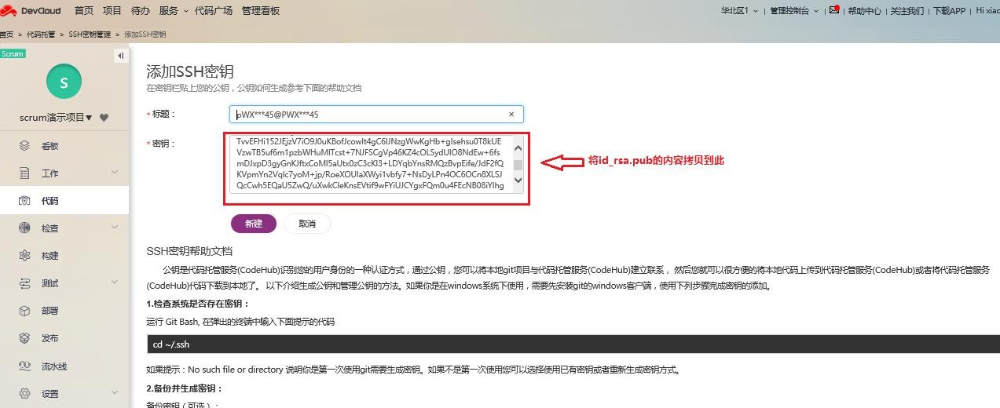 DevCloud 首页 项目 待办 服务 代码广场 管理看板 华北区1 管理控制台 | 帮助中心 | 关注我们 | 下载APP | Hi xiao
首页 > 代码托管 > SSH密钥管理 > 添加SSH密钥
Scrum
S
scrum演示项目
看板
工作
代码
检查
构建
测试
部署
发布
流水线
设置
添加SSH密钥
在密钥栏贴上您的公钥，公钥如何生成参考下面的帮助文档
* 标题： pWX***45@PWX***45 ×
* 密钥：
TvvEFHi152JEjzV7iO9J0uKBofJcowIt4gC6lJNzgWwKgHb+glsehsu0T8kUE
VzwTB5uf6m1pzbWHuMITcst+7NJFSCgVp46KZ4cOLSydUIO8NdEw+6fs
mDJxpD3gyGnKJftxCoMI5aUtx0zC3cKI3+LDYqbYnsRMQzBvpEife/JdF2fQ
KVpmYn2VqIc7yoM+jp/RoeXOUIaXWyi1vbfy7+NsDyLPn4OC6OCn8XLSJ
QcCwh5EQaU5ZwQ/uXwkCleKnsEVtif9wFYiUJCYgxFQm0u4FEcNB08iYIhg
将id_rsa.pub的内容拷贝到此
新建 取消
SSH密钥帮助文档
公钥是代码托管服务(CodeHub)识别您的用户身份的一种认证方式，通过公钥，您可以将本地git项目与代码托管服务(CodeHub)建立联系， 然后您就可以很方便的将本地代码上传到代码托管服务(CodeHub)或者将代码托管服务
(CodeHub)代码下载到本地了。 以下介绍生成公钥和管理公钥的方法。如果你是在windows系统下使用，需要先安装git的windows客户端，使用下列步骤完成密钥的添加。
1.检查系统是否存在密钥：
运行 Git Bash, 在弹出的终端中输入下面提示的代码
cd ~/.ssh
如果提示：No such file or directory 说明你是第一次使用git需要生成密钥。如果不是第一次使用您可以选择使用已有密钥或者重新生成密钥方式。
2.备份并生成密钥：
备份密钥（可选）：